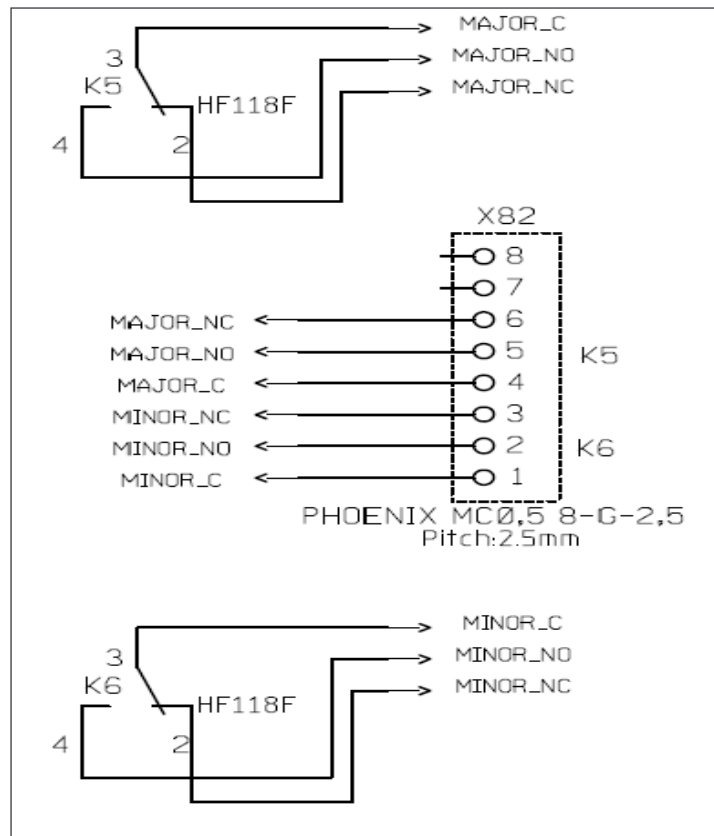 MAJOR_C
3
MAJOR_NO
K5
HF118F
MAJOR_NC
4
2
X82
8
7
MAJOR_NC
6
MAJOR_NO
5
K5
MAJOR_C
4
MINOR_NC
3
MINOR_NO
2
K6
MINOR_C
1
PHOENIX MC0,5 8-G-2,5
Pitch:2.5mm
MINOR_C
3
MINOR_NO
K6
MINOR_NC
HF118F
4
2